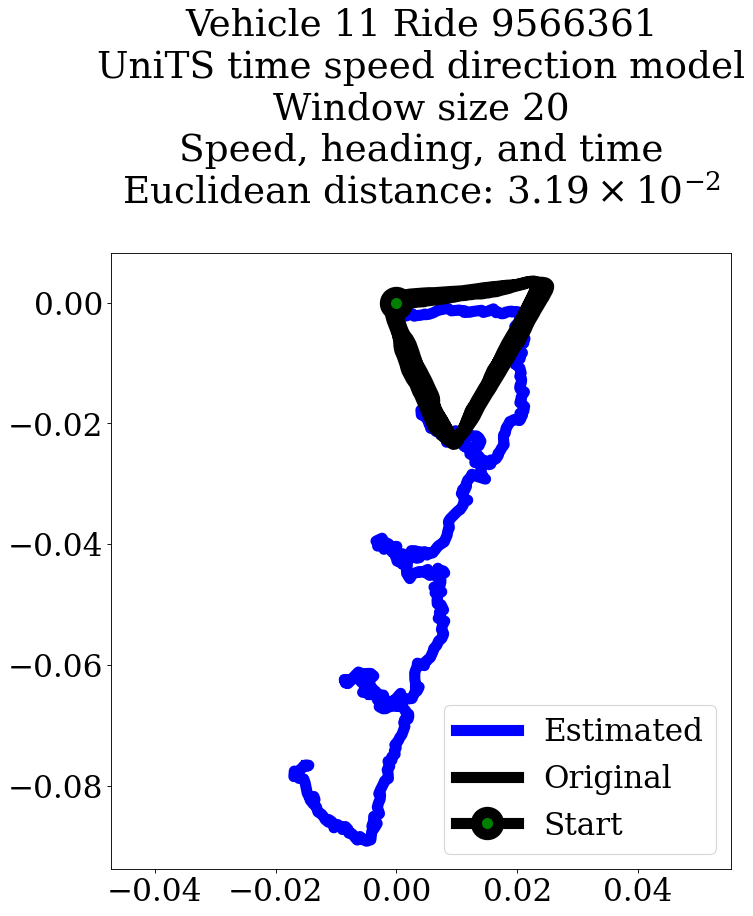 Vehicle 11 Ride 9566361
UniTS time speed direction model
Window size 20
Speed, heading, and time
Euclidean distance: 3.19 × 10⁻²
0.00
−0.02
−0.04
−0.06
−0.08
Estimated
Original
Start
−0.04 −0.02 0.00 0.02 0.04